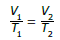 V₁/T₁ = V₂/T₂